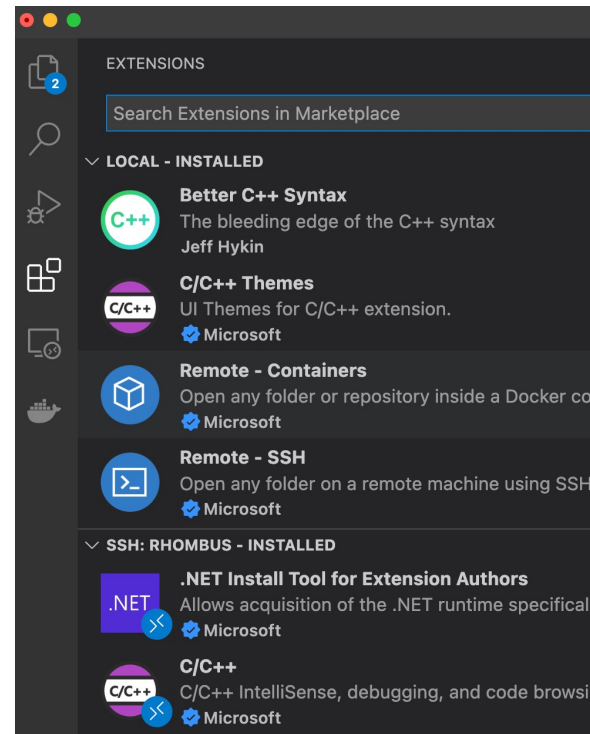 EXTENSIONS
2
Search Extensions in Marketplace
LOCAL - INSTALLED
C++
Better C++ Syntax
The bleeding edge of the C++ syntax
Jeff Hykin
C/C++
C/C++ Themes
UI Themes for C/C++ extension.
Microsoft
Remote - Containers
Open any folder or repository inside a Docker co
Microsoft
Remote - SSH
Open any folder on a remote machine using SSH
Microsoft
SSH: RHOMBUS - INSTALLED
.NET
.NET Install Tool for Extension Authors
Allows acquisition of the .NET runtime specifical
Microsoft
C/C++
C/C++
C/C++ IntelliSense, debugging, and code browsi
Microsoft